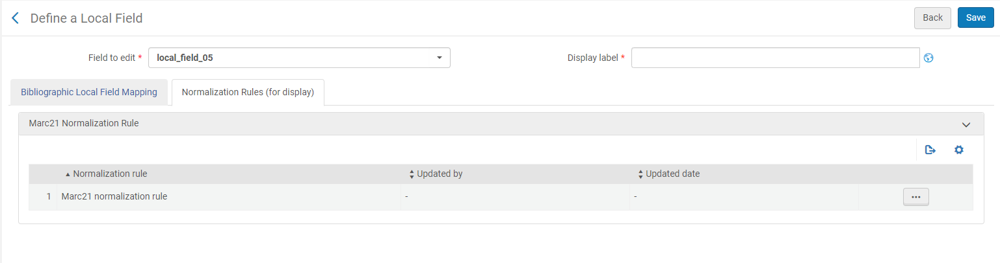 Define a Local Field
Back
Save
Field to edit *
local_field_05
Display label *
Bibliographic Local Field Mapping
Normalization Rules (for display)
Marc21 Normalization Rule
Normalization rule
Updated by
Updated date
1 Marc21 normalization rule - -